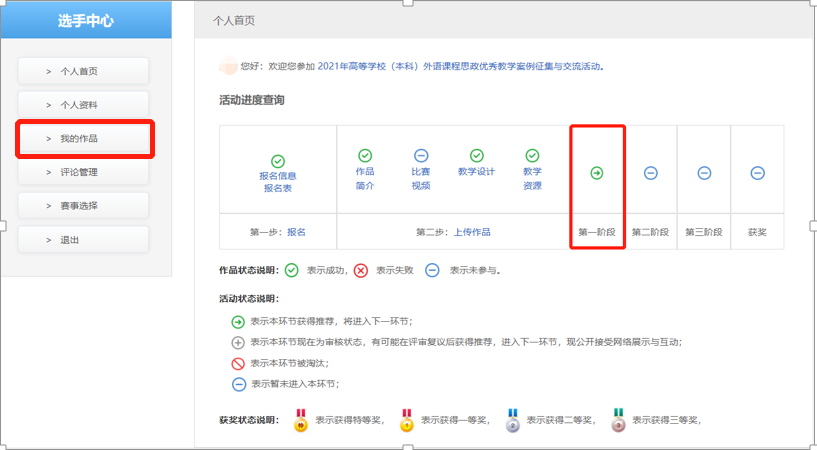 选手中心
> 个人首页
> 个人资料
> 我的作品
> 评论管理
> 赛事选择
> 退出
个人首页
您好：欢迎您参加 2021年高等学校（本科）外语课程思政优秀教学案例征集与交流活动。
活动进度查询
报名信息
报名表
作品
简介
比赛
视频
教学设计
教学
资源
第一步：报名
第二步：上传作品
第一阶段
第二阶段
第三阶段
获奖
作品状态说明： 表示成功， 表示失败 表示未参与。
活动状态说明：
表示本环节获得推荐，将进入下一环节；
表示本环节现在为审核状态，有可能在评审复议后获得推荐，进入下一环节，现公开接受网络展示与互动；
表示本环节被淘汰；
表示暂未进入本环节；
获奖状态说明： 表示获得特等奖， 表示获得一等奖， 表示获得二等奖， 表示获得三等奖，